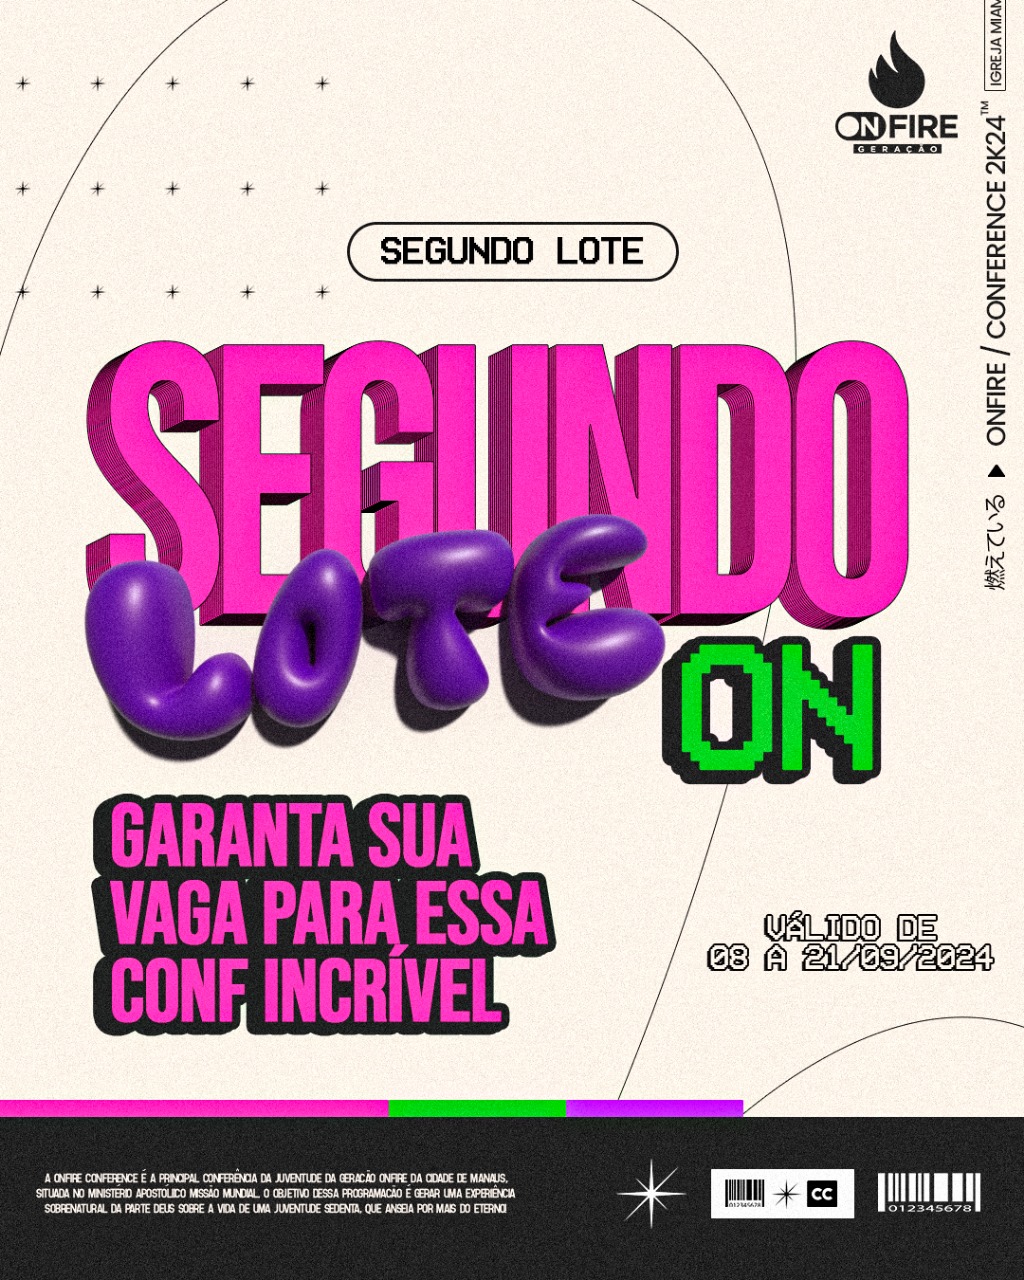 ONFIRE
GERAÇÃO
IGREJA
ONFIRE / CONFERENCE 2K24™
燃えている
SEGUNDO LOTE
SEGUNDO
LOTE
ON
GARANTA SUA
VAGA PARA ESSA
CONF INCRÍVEL
VÁLIDO DE
08 A 21/09/2024
A ONFIRE CONFERENCE É A PRINCIPAL CONFERÊNCIA DA JUVENTUDE DA GERAÇÃO ONFIRE DA CIDADE DE MANAUS,
SITUADA NO MINISTÉRIO APOSTÓLICO MISSÃO MUNDIAL, O OBJETIVO DESSA PROGRAMAÇÃO É GERAR UMA EXPERIÊNCIA
SOBRENATURAL DA PARTE DEUS SOBRE A VIDA DE UMA JUVENTUDE SEDENTA, QUE ANSEIA POR MAIS DO ETERNO!
012345678
CC
012345678